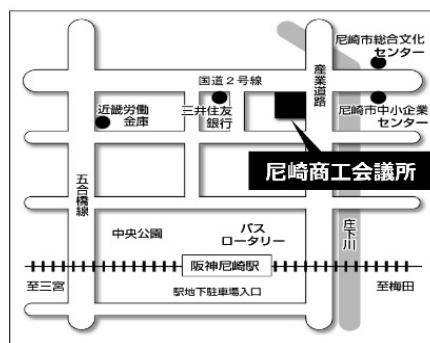 尼崎市総合文化
センター
国道2号線
産業道路
近畿労働
金庫
三井住友
銀行
尼崎市中小企業
センター
尼崎商工会議所
五合橋線
中央公園
バス
ロータリー
庄下川
阪神尼崎駅
至三宮
至梅田
駅地下駐車場入口